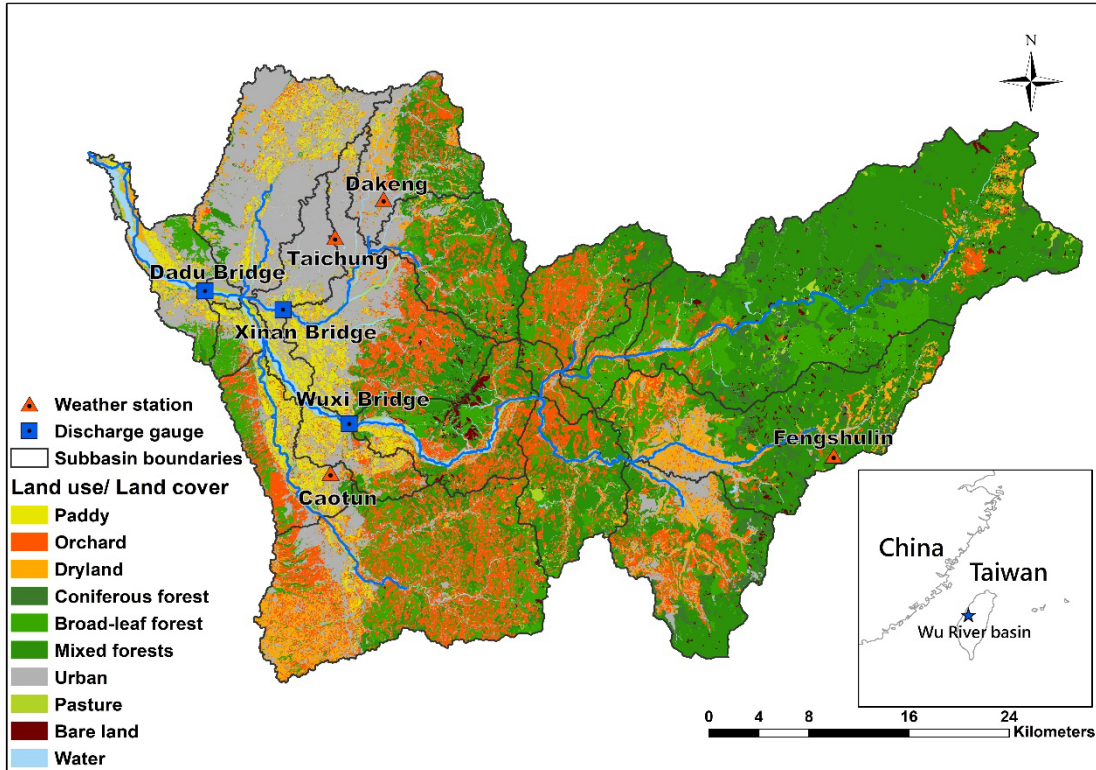 N
Dakeng
Taichung
Dadu Bridge
Xinan Bridge
Wuxi Bridge
Fengshulin
Caotun
Weather station
Discharge gauge
Subbasin boundaries
Land use/ Land cover
Paddy
Orchard
Dryland
Coniferous forest
Broad-leaf forest
Mixed forests
Urban
Pasture
Bare land
Water
China
Taiwan
Wu River basin
0 4 8 16 24
Kilometers